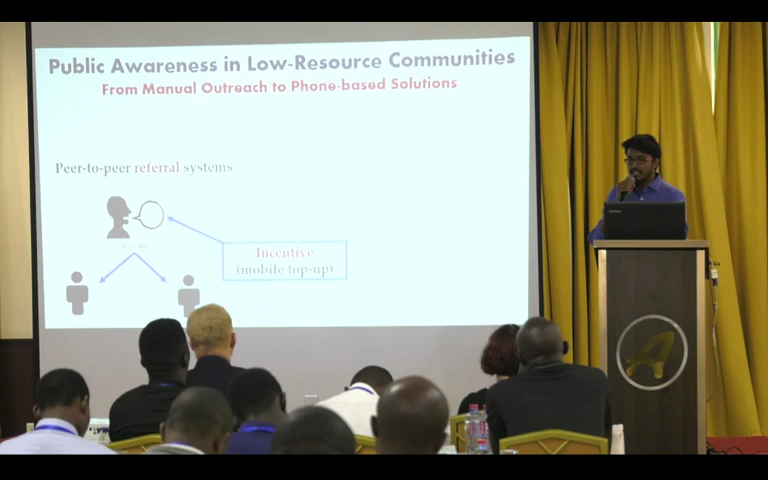 Public Awareness in Low-Resource Communities
From Manual Outreach to Phone-based Solutions
Peer-to-peer referral systems
Incentive
(mobile top-up)